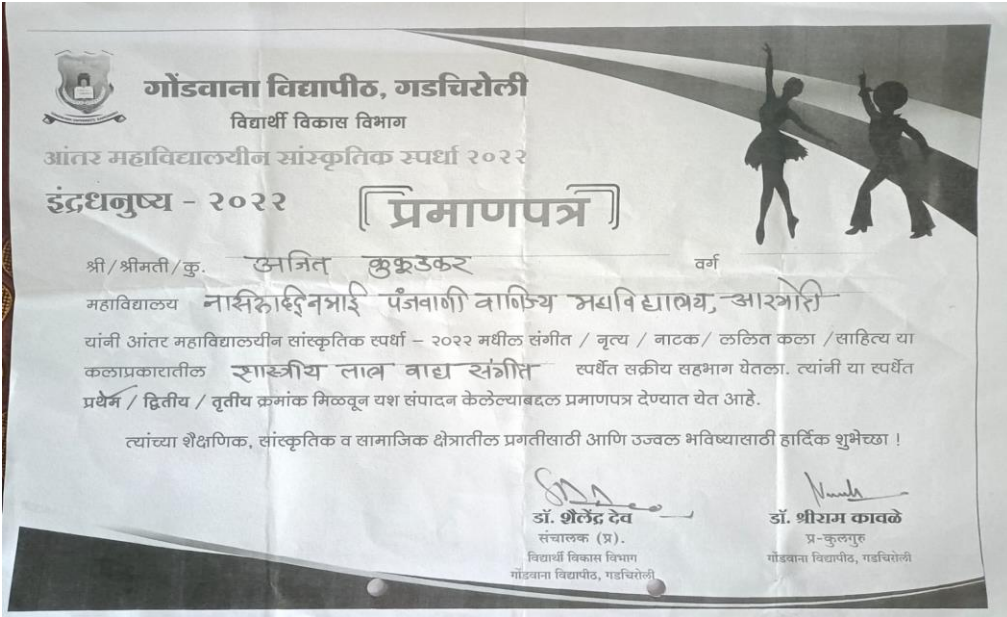 गोंडवाना विद्यापीठ, गडचिरोली
विद्यार्थी विकास विभाग
आंतर महाविद्यालयीन सांस्कृतिक स्पर्धा २०२२
इंद्रधनुष्य - २०२२
प्रमाणपत्र
श्री/श्रीमती/कु. अजित कुकूडकर वर्ग
महाविद्यालय पंजवाणी वाणिज्य महाविद्यालय, आरमोरी
यांनी आंतर महाविद्यालयीन सांस्कृतिक स्पर्धा - २०२२ मधील संगीत / नृत्य / नाटक/ ललित कला /साहित्य या
कलाप्रकारातील शास्त्रीय ताल वाद्य संगीत स्पर्धेत सक्रीय सहभाग घेतला. त्यांनी या स्पर्धेत
प्रथम / द्वितीय / तृतीय क्रमांक मिळवून यश संपादन केलेल्याबद्दल प्रमाणपत्र देण्यात येत आहे.
त्यांच्या शैक्षणिक, सांस्कृतिक व सामाजिक क्षेत्रातील प्रगतीसाठी आणि उज्वल भविष्यासाठी हार्दिक शुभेच्छा !
डॉ. शैलेंद्र देव
संचालक (प्र).
विद्यार्थी विकास विभाग
गोंडवाना विद्यापीठ, गडचिरोली
डॉ. श्रीराम कावळे
प्र-कुलगुरु
गोंडवाना विद्यापीठ, गडचिरोली